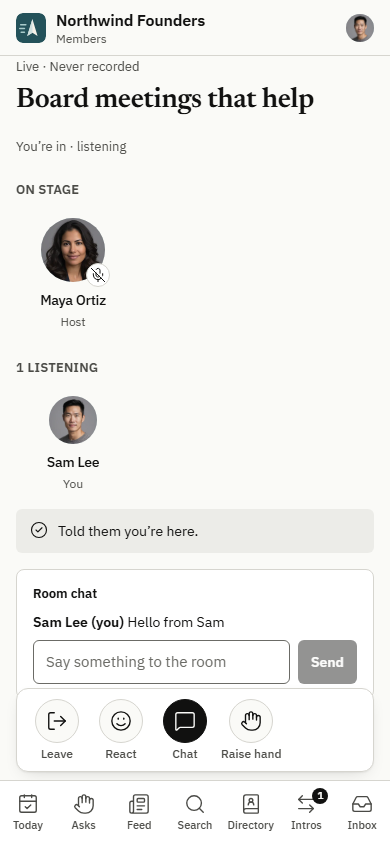 Northwind Founders
Members
Live · Never recorded
Board meetings that help
You’re in · listening
ON STAGE
Maya Ortiz
Host
1 LISTENING
Sam Lee
You
Told them you’re here.
Room chat
Sam Lee (you) Hello from Sam
Say something to the room
Send
Leave
React
Chat
Raise hand
1
Today
Asks
Feed
Search
Directory
Intros
Inbox